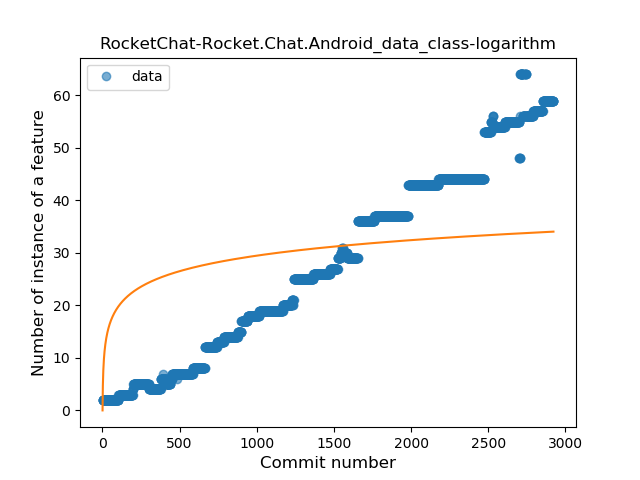 RocketChat-Rocket.Chat.Android_data_class-logarithm
data
Number of instance of a feature
60
50
40
30
20
10
0
0 500 1000 1500 2000 2500 3000
Commit number